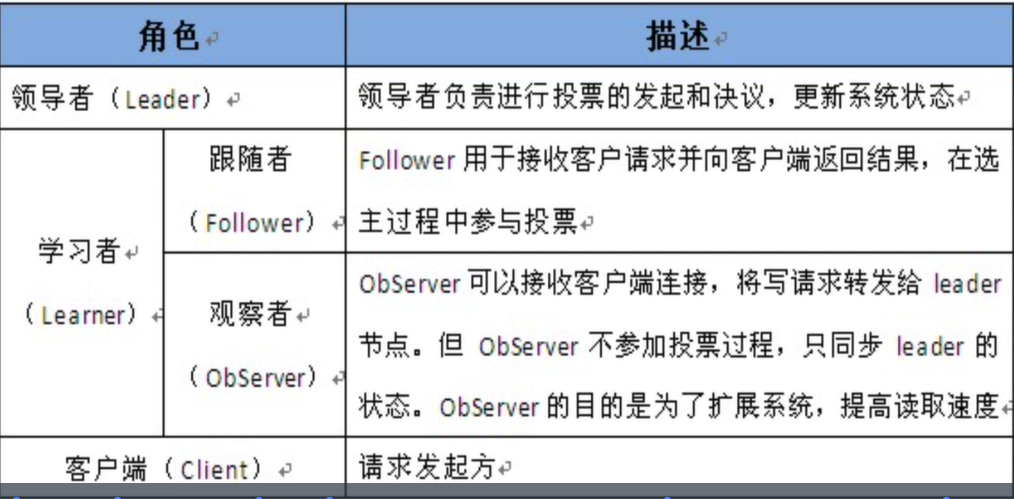 角色 描述
领导者（Leader） 领导者负责进行投票的发起和决议，更新系统状态
学习者
（Learner）
跟随者
（Follower）
Follower 用于接收客户请求并向客户端返回结果，在选
主过程中参与投票
观察者
（ObServer）
ObServer 可以接收客户端连接，将写请求转发给 leader
节点。但 ObServer 不参加投票过程，只同步 leader 的
状态。ObServer 的目的是为了扩展系统，提高读取速度
客户端（Client） 请求发起方